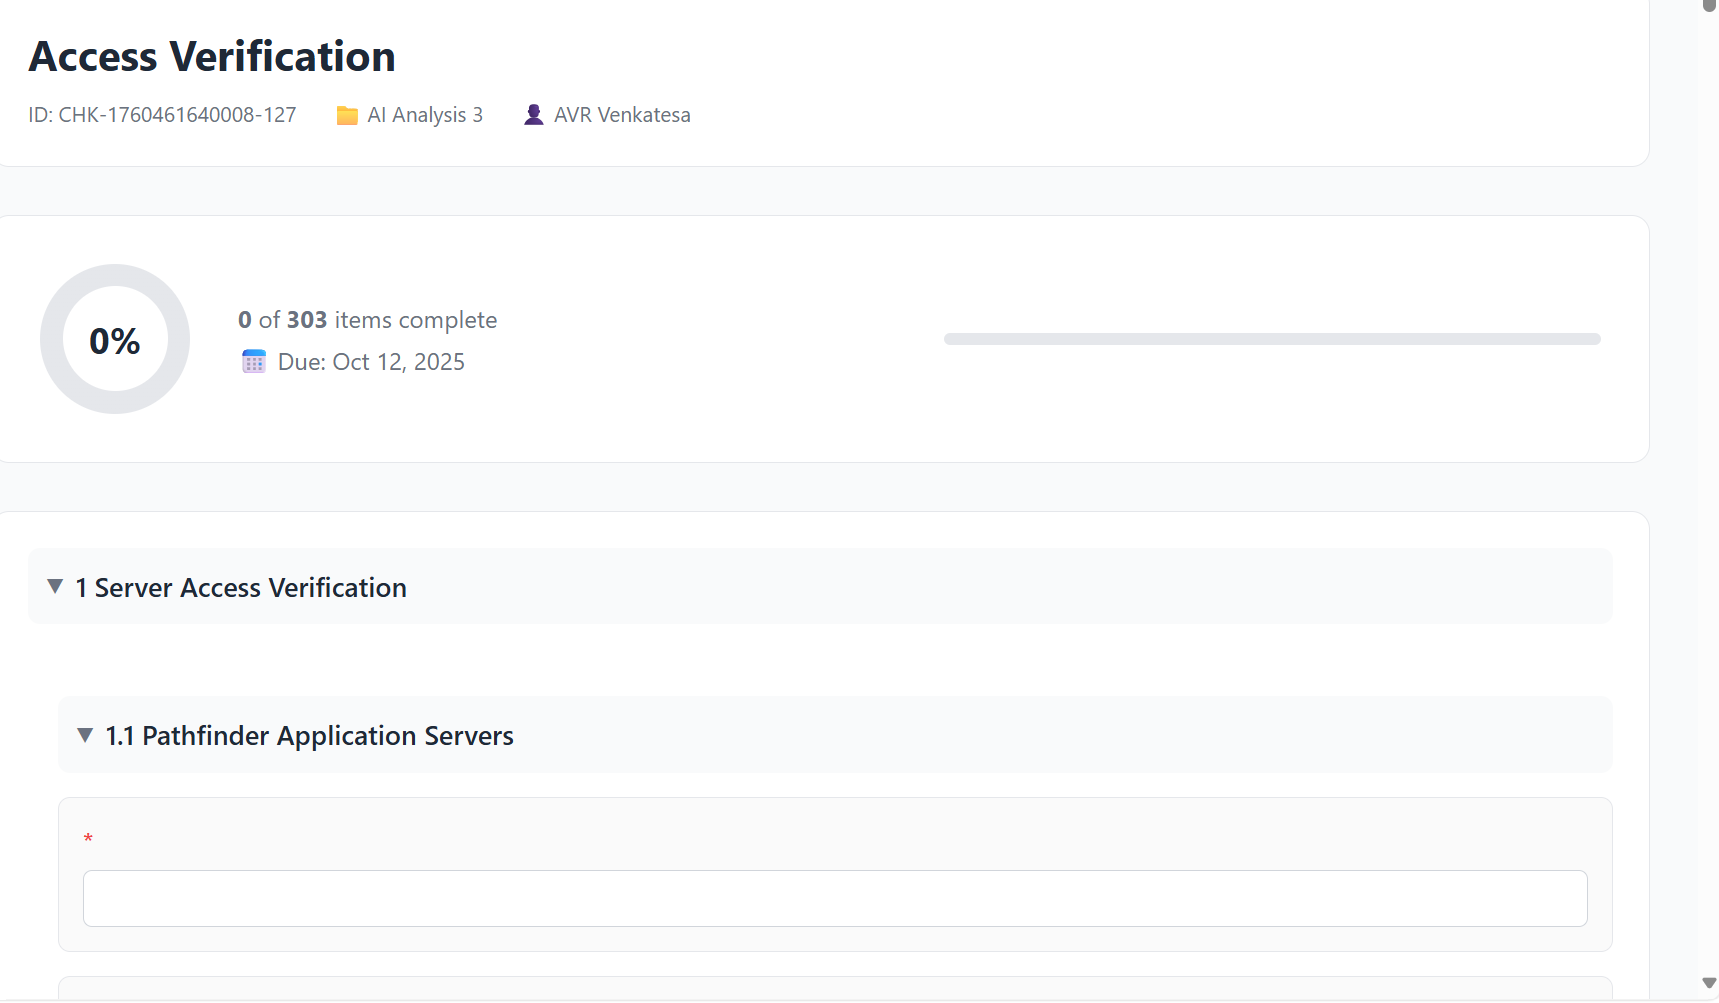 Access Verification
ID: CHK-1760461640008-127 AI Analysis 3 AVR Venkatesa
0%
0 of 303 items complete
Due: Oct 12, 2025
1 Server Access Verification
1.1 Pathfinder Application Servers
*